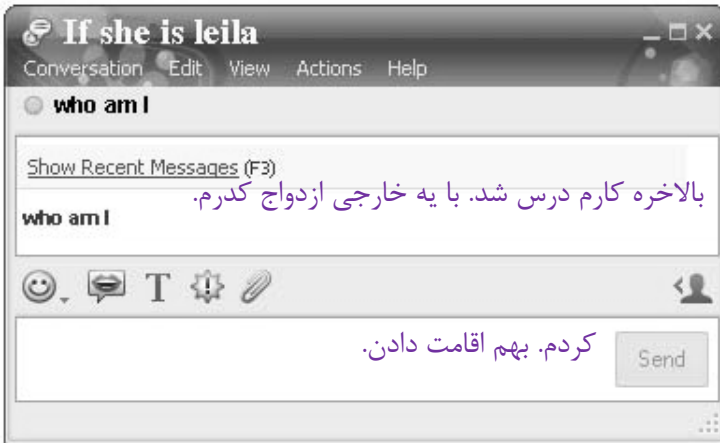 If she is leila
Conversation Edit View Actions Help
who am I
Show Recent Messages (F3)
بالاخره کارم درس شد. با یه خارجی ازدواج کدرم.
who am I
T
کردم. بهم اقامت دادن.
Send